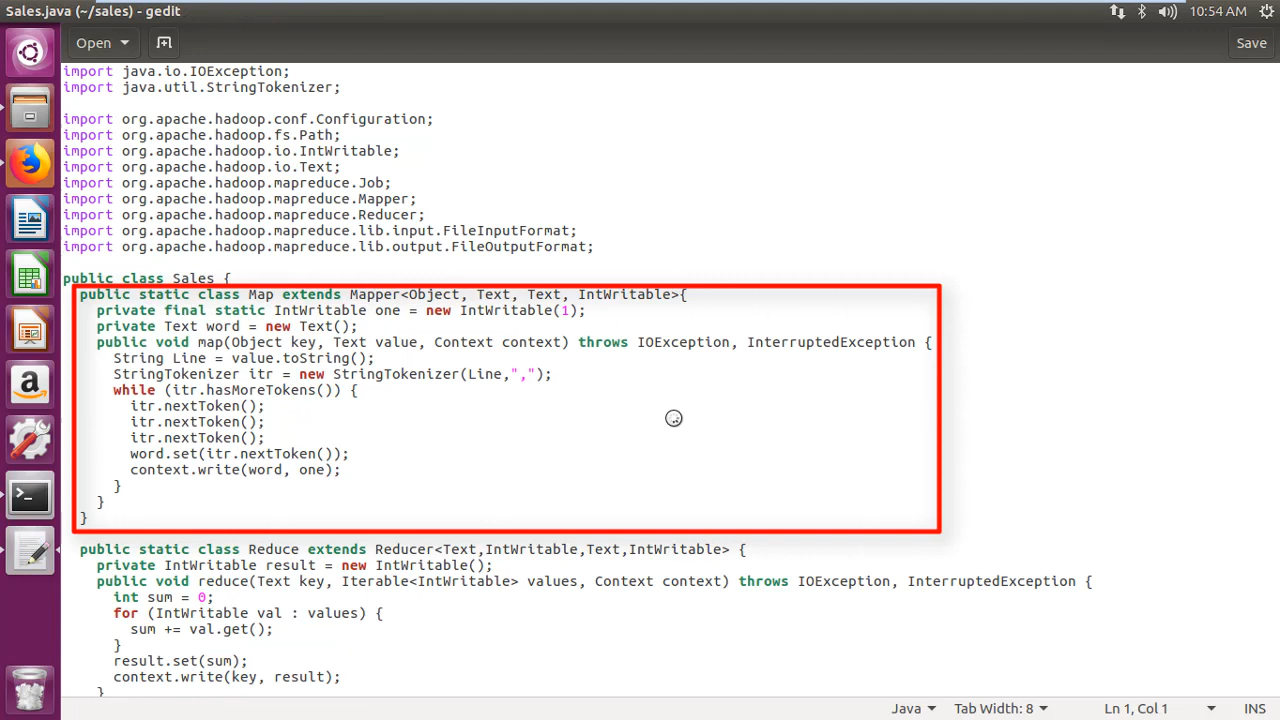 Sales.java (~/sales) - gedit
10:54 AM
Open
Save
import java.io.IOException;
import java.util.StringTokenizer;
import org.apache.hadoop.conf.Configuration;
import org.apache.hadoop.fs.Path;
import org.apache.hadoop.io.IntWritable;
import org.apache.hadoop.io.Text;
import org.apache.hadoop.mapreduce.Job;
import org.apache.hadoop.mapreduce.Mapper;
import org.apache.hadoop.mapreduce.Reducer;
import org.apache.hadoop.mapreduce.lib.input.FileInputFormat;
import org.apache.hadoop.mapreduce.lib.output.FileOutputFormat;
public class Sales {
public static class Map extends Mapper<Object, Text, Text, IntWritable>{
private final static IntWritable one = new IntWritable(1);
private Text word = new Text();
public void map(Object key, Text value, Context context) throws IOException, InterruptedException {
String Line = value.toString();
StringTokenizer itr = new StringTokenizer(Line,",");
while (itr.hasMoreTokens()) {
itr.nextToken();
itr.nextToken();
itr.nextToken();
word.set(itr.nextToken());
context.write(word, one);
}
}
}
public static class Reduce extends Reducer<Text,IntWritable,Text,IntWritable> {
private IntWritable result = new IntWritable();
public void reduce(Text key, Iterable<IntWritable> values, Context context) throws IOException, InterruptedException {
int sum = 0;
for (IntWritable val : values) {
sum += val.get();
}
result.set(sum);
context.write(key, result);
}
Java
Tab Width: 8
Ln 1, Col 1
INS